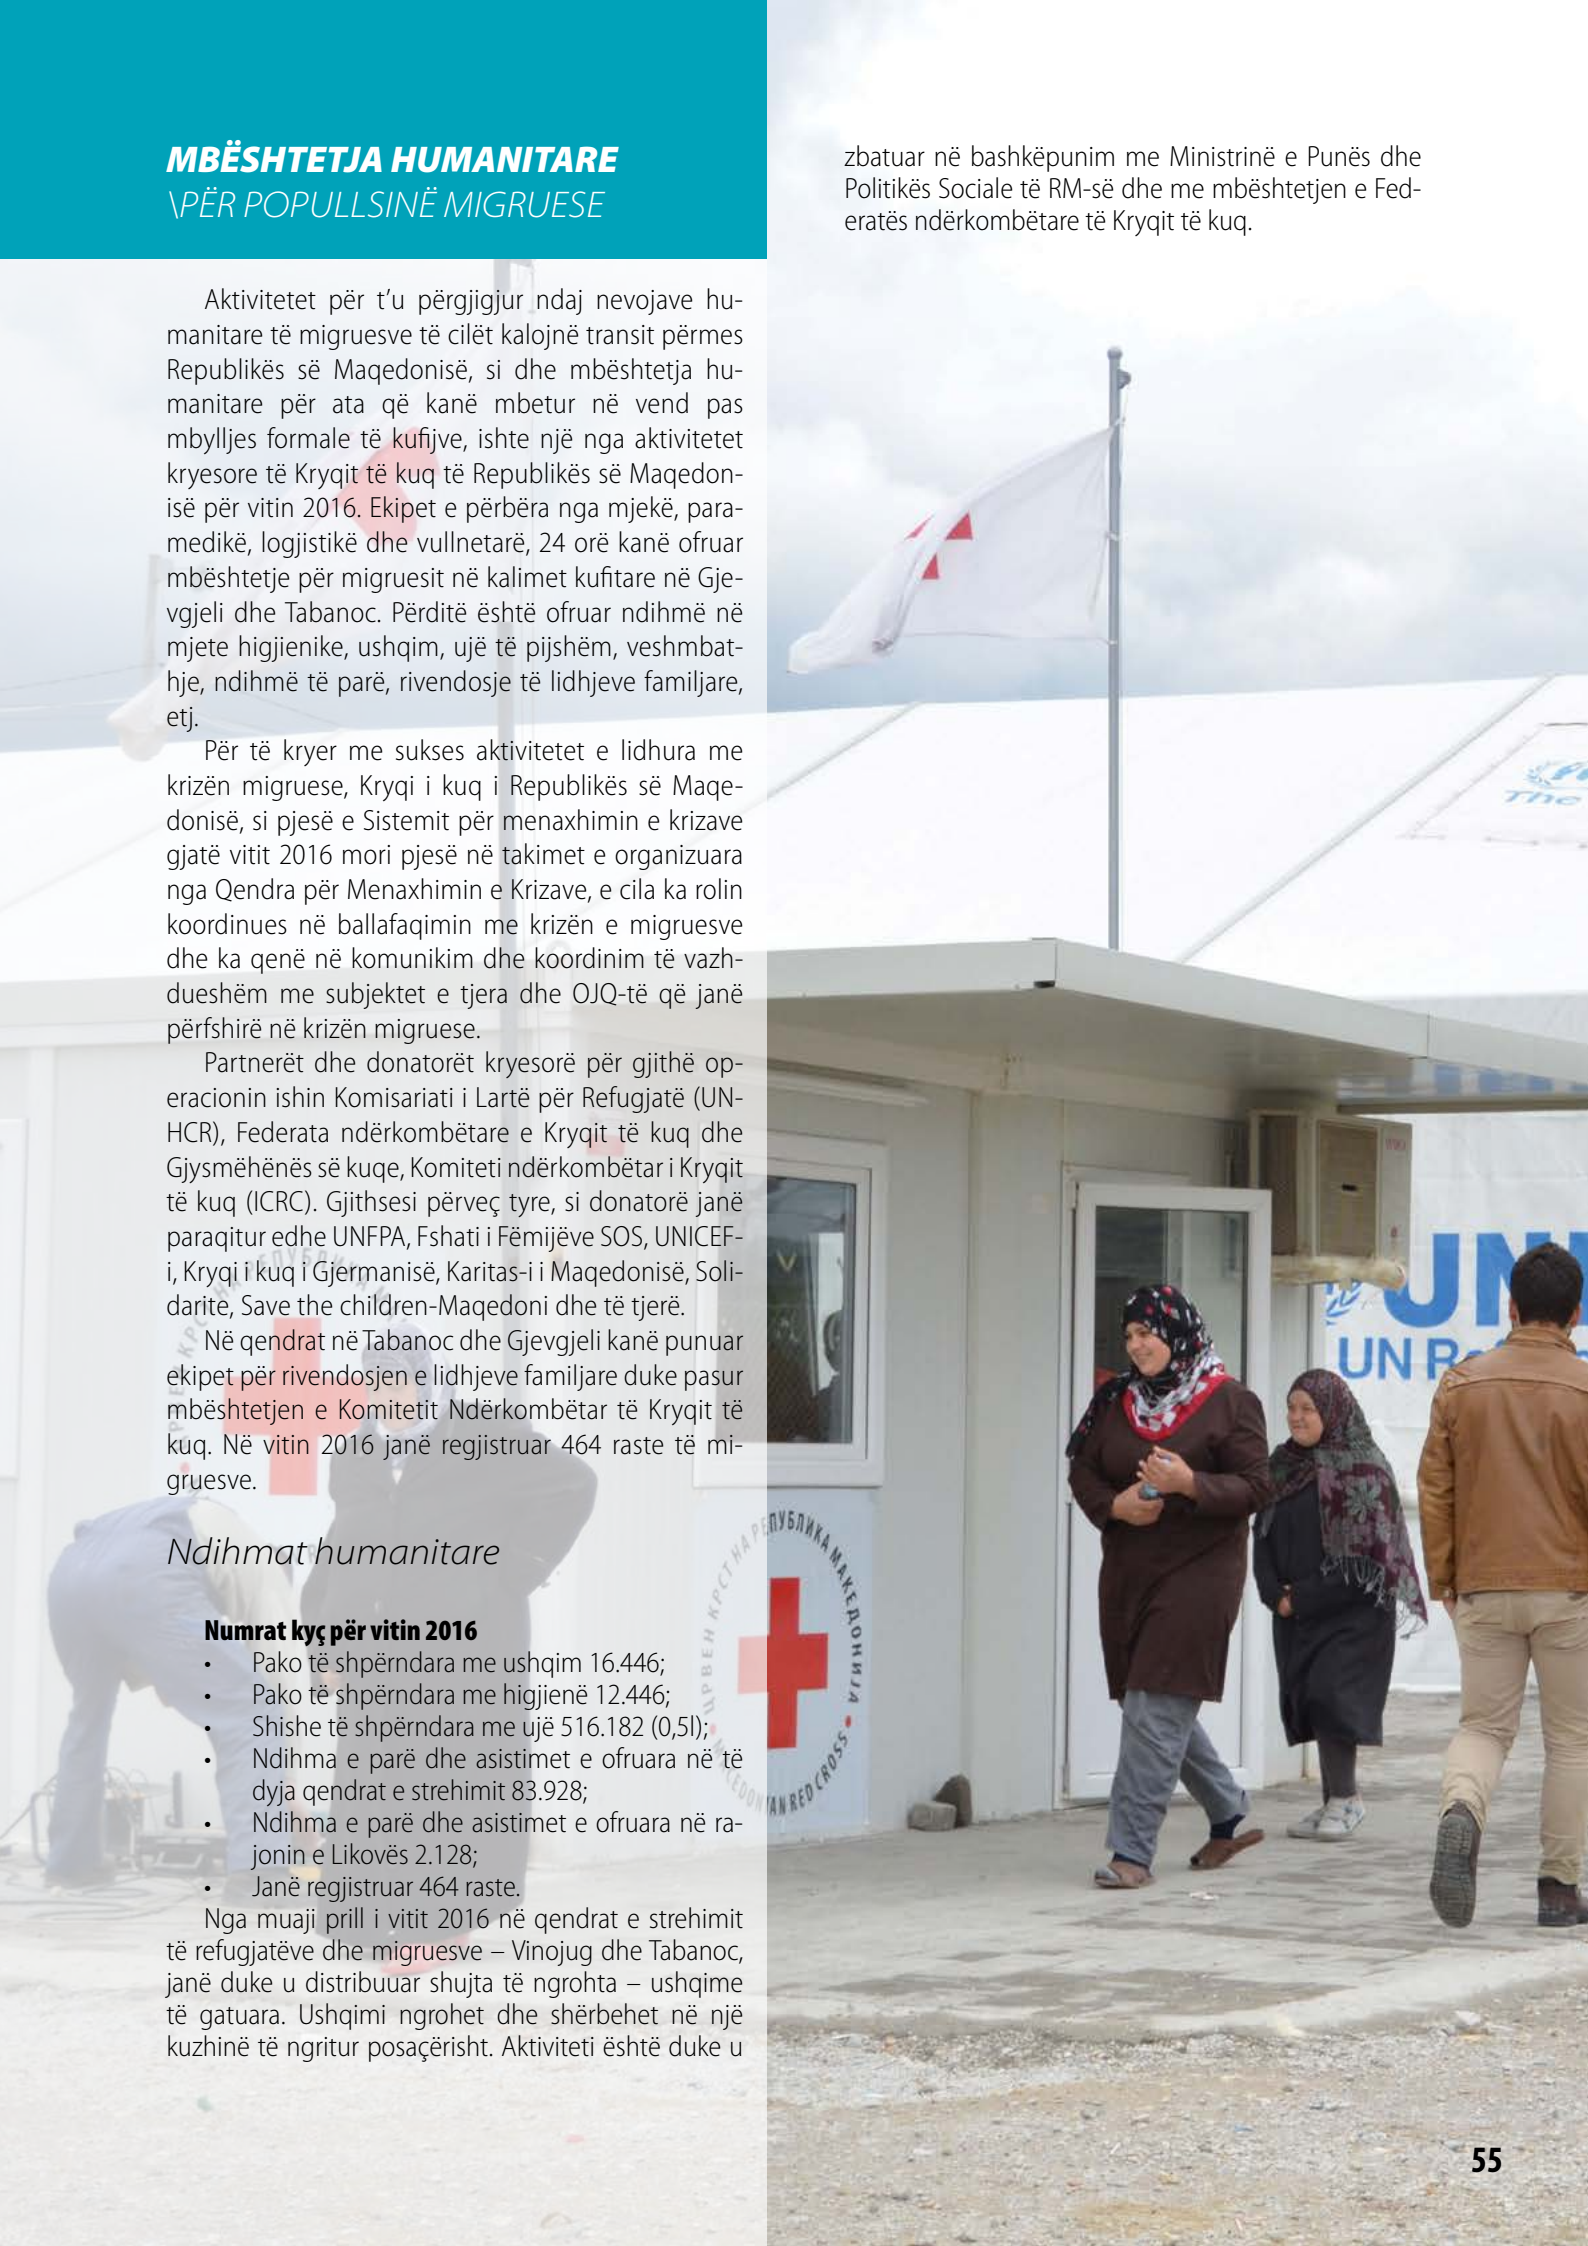 MBËSHTETJA HUMANITARE
\PËR POPULLSINË MIGRUESE
Aktivitetet për t’u përgjigjur ndaj nevojave hu-
manitare të migruesve të cilët kalojnë transit përmes
Republikës së Maqedonisë, si dhe mbështetja hu-
manitare për ata që kanë mbetur në vend pas
mbylljes formale të kufijve, ishte një nga aktivitetet
kryesore të Kryqit të kuq të Republikës së Maqedon-
isë për vitin 2016. Ekipet e përbëra nga mjekë, para-
medikë, logjistikë dhe vullnetarë, 24 orë kanë ofruar
mbështetje për migruesit në kalimet kufitare në Gje-
vgjeli dhe Tabanoc. Përditë është ofruar ndihmë në
mjete higjienike, ushqim, ujë të pijshëm, veshmbat-
hje, ndihmë të parë, rivendosje të lidhjeve familjare,
etj.
Për të kryer me sukses aktivitetet e lidhura me
krizën migruese, Kryqi i kuq i Republikës së Maqe-
donisë, si pjesë e Sistemit për menaxhimin e krizave
gjatë vitit 2016 mori pjesë në takimet e organizuara
nga Qendra për Menaxhimin e Krizave, e cila ka rolin
koordinues në ballafaqimin me krizën e migruesve
dhe ka qenë në komunikim dhe koordinim të vazh-
dueshëm me subjektet e tjera dhe OJQ-të që janë
përfshirë në krizën migruese.
Partnerët dhe donatorët kryesorë për gjithë op-
eracionin ishin Komisariati i Lartë për Refugjatë (UN-
HCR), Federata ndërkombëtare e Kryqit të kuq dhe
Gjysmëhënës së kuqe, Komiteti ndërkombëtar i Kryqit
të kuq (ICRC). Gjithsesi përveç tyre, si donatorë janë
paraqitur edhe UNFPA, Fshati i Fëmijëve SOS, UNICEF-
i, Kryqi i kuq i Gjermanisë, Karitas-i i Maqedonisë, Soli-
darite, Save the children-Maqedoni dhe të tjerë.
Në qendrat në Tabanoc dhe Gjevgjeli kanë punuar
ekipet për rivendosjen e lidhjeve familjare duke pasur
mbështetjen e Komitetit Ndërkombëtar të Kryqit të
kuq. Në vitin 2016 janë regjistruar 464 raste të mi-
gruesve.
Ndihmat humanitare
Numrat kyç për vitin 2016
• Pako të shpërndara me ushqim 16.446;
• Pako të shpërndara me higjienë 12.446;
• Shishe të shpërndara me ujë 516.182 (0,5l);
• Ndihma e parë dhe asistimet e ofruara në të
dyja qendrat e strehimit 83.928;
• Ndihma e parë dhe asistimet e ofruara në ra-
jonin e Likovës 2.128;
• Janë regjistruar 464 raste.
Nga muaji prill i vitit 2016 në qendrat e strehimit
të refugjatëve dhe migruesve – Vinojug dhe Tabanoc,
janë duke u distribuuar shujta të ngrohta – ushqime
të gatuara. Ushqimi ngrohet dhe shërbehet në një
kuzhinë të ngritur posaçërisht. Aktiviteti është duke u
zbatuar në bashkëpunim me Ministrinë e Punës dhe
Politikës Sociale të RM-së dhe me mbështetjen e Fed-
eratës ndërkombëtare të Kryqit të kuq.
The
UN
ЦРВЕН КРСТ НА РЕПУБЛИКА МАКЕДОНИЈА
MACEDONIAN RED CROSS
55